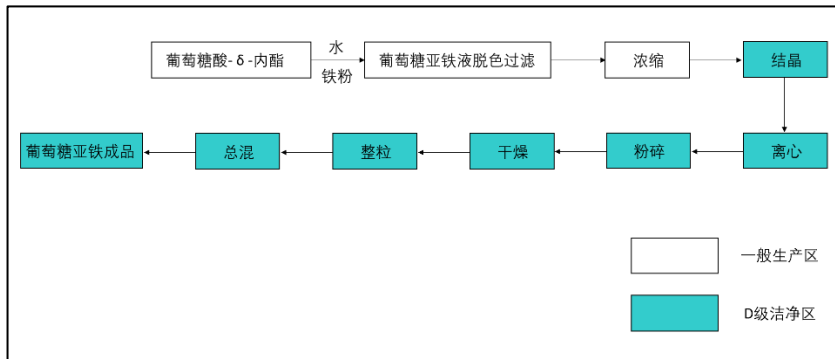 葡萄糖酸-δ-内酯
水
铁粉
葡萄糖亚铁液脱色过滤
浓缩
结晶
葡萄糖亚铁成品
总混
整粒
干燥
粉碎
离心
一般生产区
D级洁净区